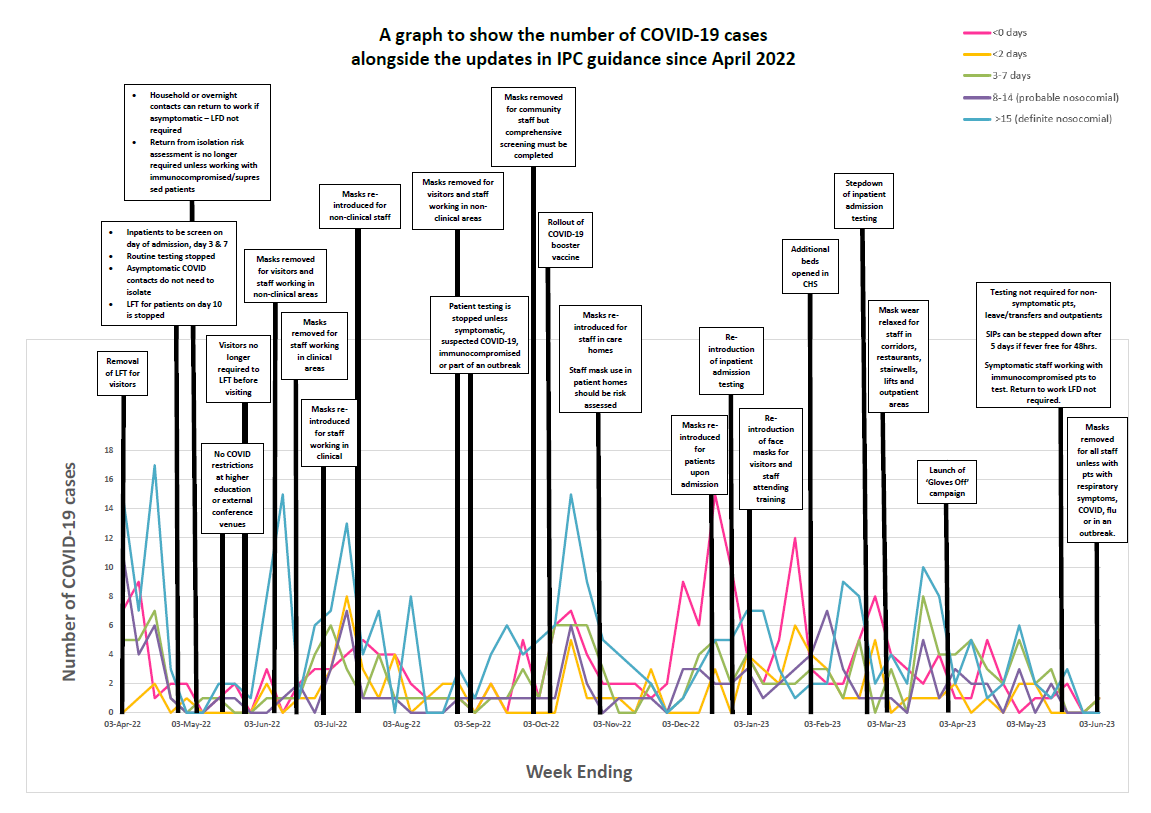 A graph to show the number of COVID-19 cases
alongside the updates in IPC guidance since April 2022
<0 days
<2 days
3-7 days
8-14 (probable nosocomial)
>15 (definite nosocomial)
• Household or overnight
contacts can return to work if
asymptomatic – LFD not
required
• Return from isolation risk
assessment is no longer
required unless working with
immunocompromised/supres
sed patients
• Inpatients to be screen on
day of admission, day 3 & 7
• Routine testing stopped
• Asymptomatic COVID
contacts do not need to
isolate
• LFT for patients on day 10
is stopped
Removal
of LFT for
visitors
Visitors no
longer
required to
LFT before
visiting
No COVID
restrictions
at higher
education
or external
conference
venues
Masks removed
for visitors and
staff working in
non-clinical areas
Masks
removed for
staff working
in clinical
areas
Masks re-
introduced
for staff
working in
clinical
Masks re-
introduced for
non-clinical staff
Masks removed for
visitors and staff
working in non-
clinical areas
Patient testing is
stopped unless
symptomatic,
suspected COVID-19,
immunocompromised
or part of an outbreak
Masks removed
for community
staff but
comprehensive
screening must be
completed
Rollout of
COVID-19
booster
vaccine
Masks re-
introduced for
staff in care
homes
Staff mask use in
patient homes
should be risk
assessed
Masks re-
introduced
for
patients
upon
admission
Re-
introduction
of inpatient
admission
testing
Re-
introduction
of face
masks for
visitors and
staff
attending
training
Additional
beds
opened in
CHS
Stepdown
of inpatient
admission
testing
Mask wear
relaxed for
staff in
corridors,
restaurants,
stairwells,
lifts and
outpatient
areas
Launch of
‘Gloves Off’
campaign
Testing not required for non-
symptomatic pts,
leave/transfers and outpatients
SIPs can be stepped down after
5 days if fever free for 48hrs.
Symptomatic staff working with
immunocompromised pts to
test. Return to work LFD not
required.
Masks
removed
for all staff
unless with
pts with
respiratory
symptoms,
COVID, flu
or in an
outbreak.
Number of COVID-19 cases
18
16
14
12
10
8
6
4
2
0
03-Apr-22
03-May-22
03-Jun-22
03-Jul-22
03-Aug-22
03-Sep-22
03-Oct-22
03-Nov-22
03-Dec-22
03-Jan-23
03-Feb-23
03-Mar-23
03-Apr-23
03-May-23
03-Jun-23
Week Ending